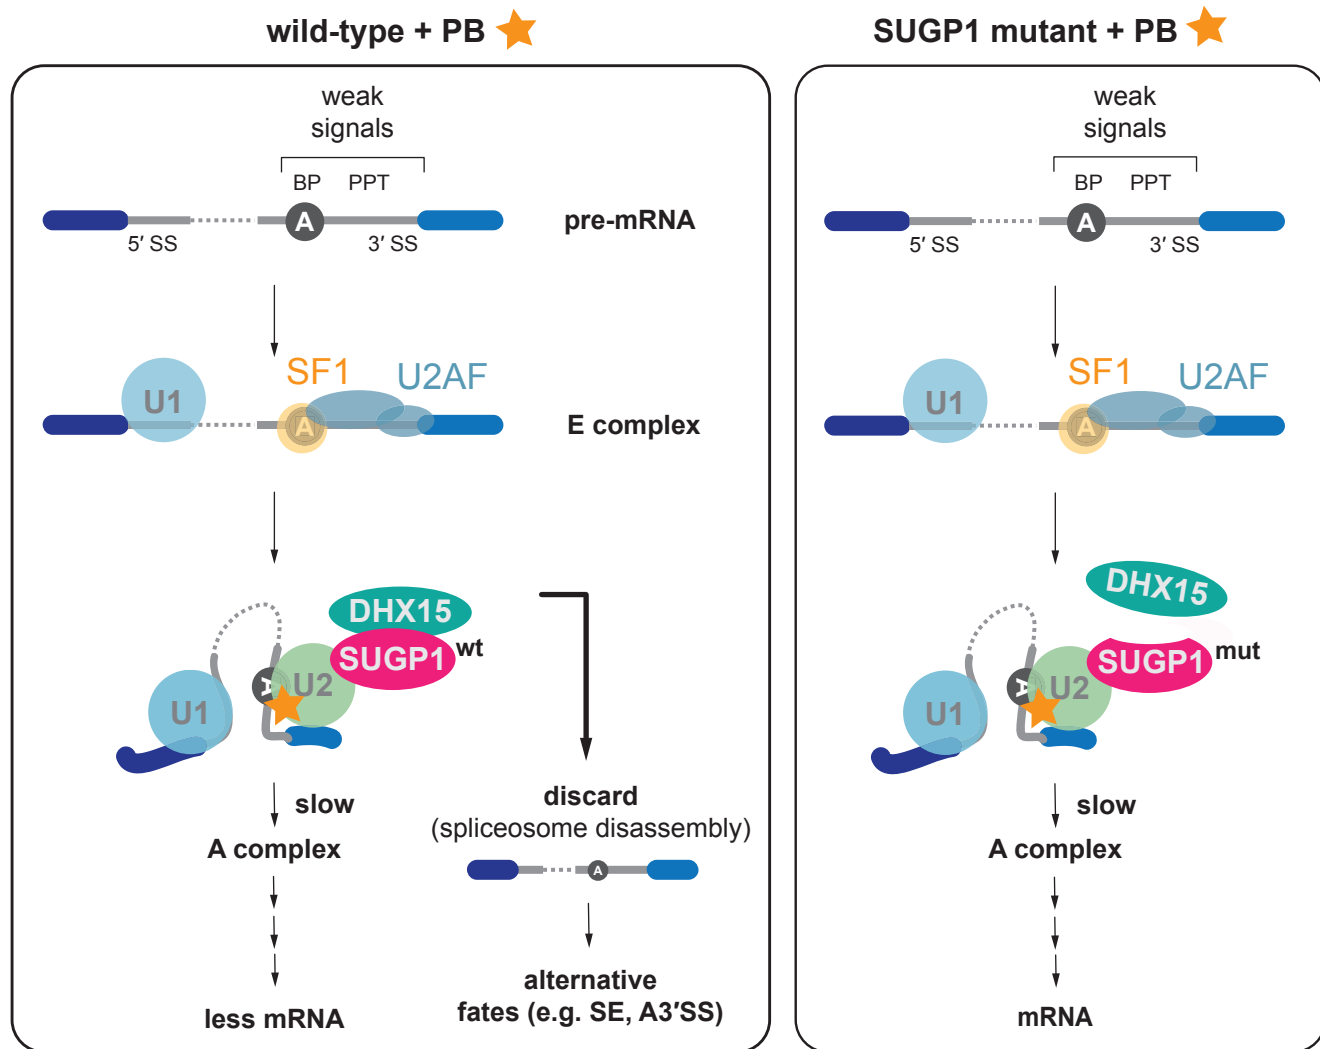 wild-type + PB
weak
signals
BP PPT
A
5′ SS
3′ SS
pre-mRNA
SF1
U2AF
U1
A
E complex
DHX15
SUGP1
wt
A
U2
U1
slow
A complex
less mRNA
discard
(spliceosome disassembly)
A
alternative
fates (e.g. SE, A3′SS)
SUGP1 mutant + PB
weak
signals
BP PPT
A
5′ SS
3′ SS
SF1
U2AF
U1
A
DHX15
SUGP1
mut
A
U2
U1
slow
A complex
mRNA